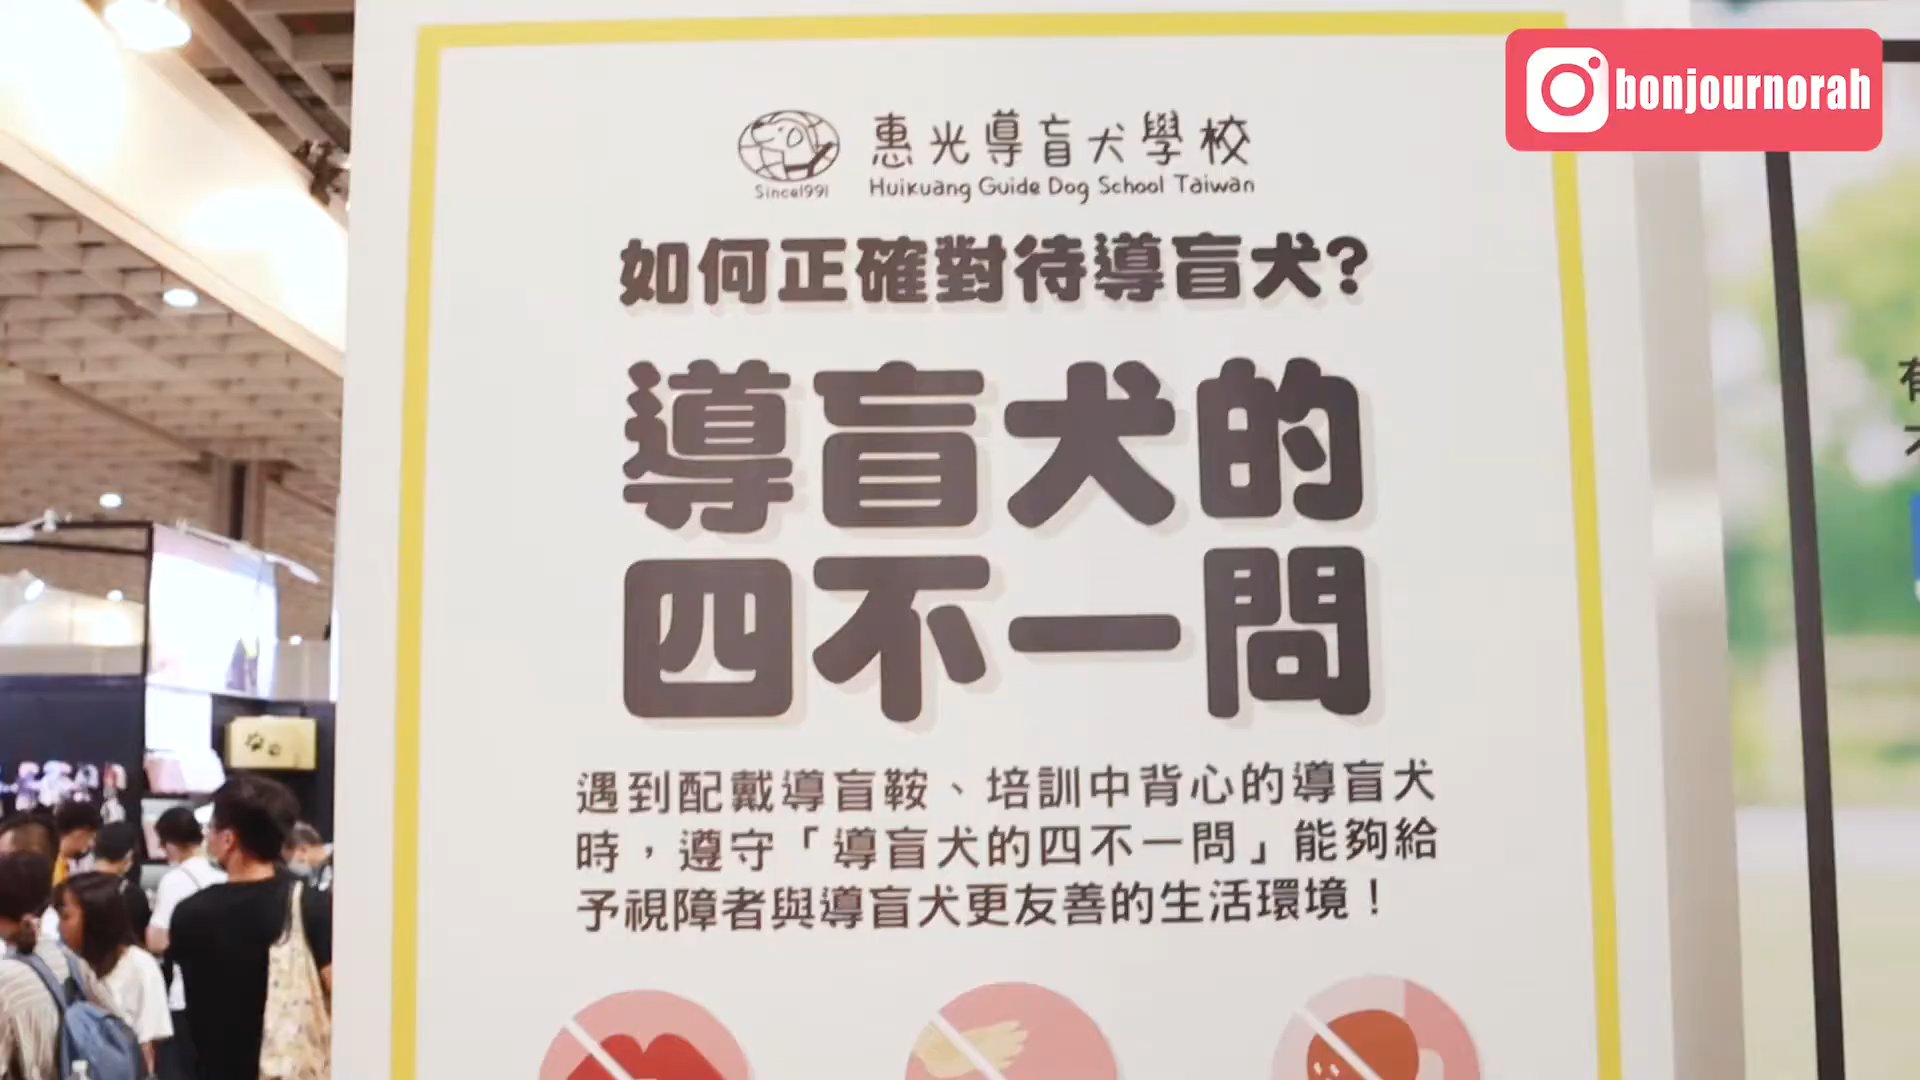 bonjournorah
惠光導盲犬學校
Since1991
Huikuang Guide Dog School Taiwan
如何正確對待導盲犬?
導盲犬的
四不一問
遇到配戴導盲鞍、培訓中背心的導盲犬
時,遵守「導盲犬的四不一問」能夠給
予視障者與導盲犬更友善的生活環境!